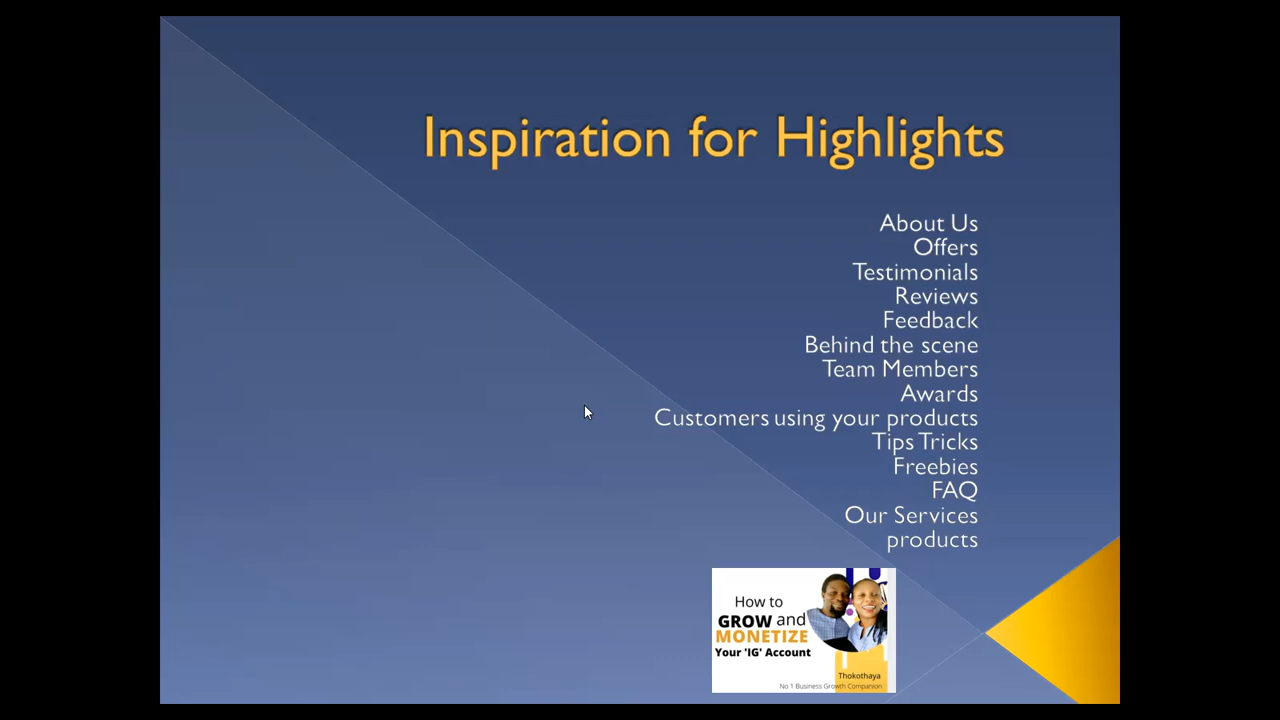 Inspiration for Highlights
About Us
Offers
Testimonials
Reviews
Feedback
Behind the scene
Team Members
Awards
Customers using your products
Tips Tricks
Freebies
FAQ
Our Services
products
How to
GROW and
MONETIZE
Your 'IG' Account
Thokothaya
No 1 Business Growth Companion